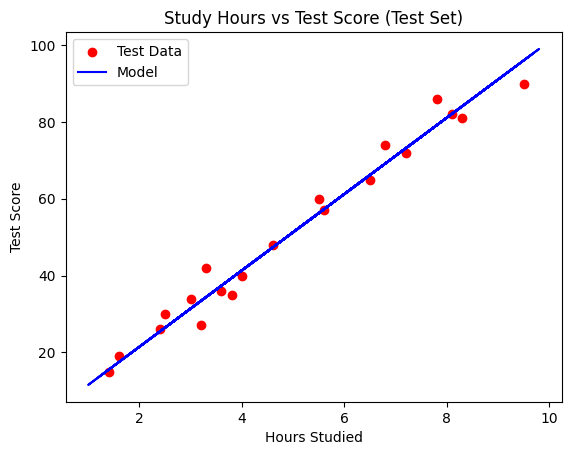 Study Hours vs Test Score (Test Set)
Test Data
Model
100
80
60
40
20
Test Score
2 4 6 8 10
Hours Studied